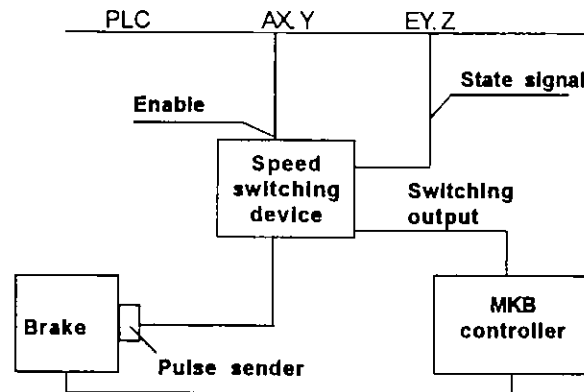 PLC AX.Y EY.Z
State signal
Enable
Speed
switching
device
Switching
output
Brake
MKB
controller
Pulse sender